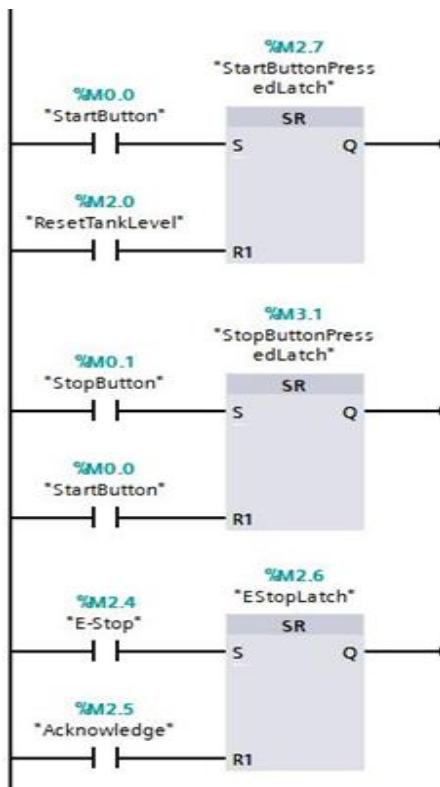 %M2.7
"StartButtonPress
edLatch"
%M0.0
"StartButton"
SR
S
Q
%M2.0
"ResetTankLevel"
R1
%M3.1
"StopButtonPress
edLatch"
%M0.1
"StopButton"
SR
S
Q
%M0.0
"StartButton"
R1
%M2.6
"EStopLatch"
%M2.4
"E-Stop"
SR
S
Q
%M2.5
"Acknowledge"
R1